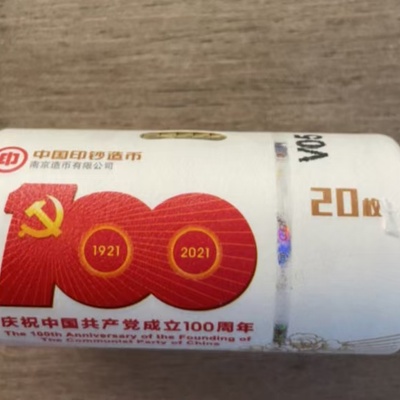 中国印钞造币
南京造币有限公司
V05
20枚
100
1921
2021
庆祝中国共产党成立100周年
The 100th Anniversary of the Founding of
The Communist Party of China